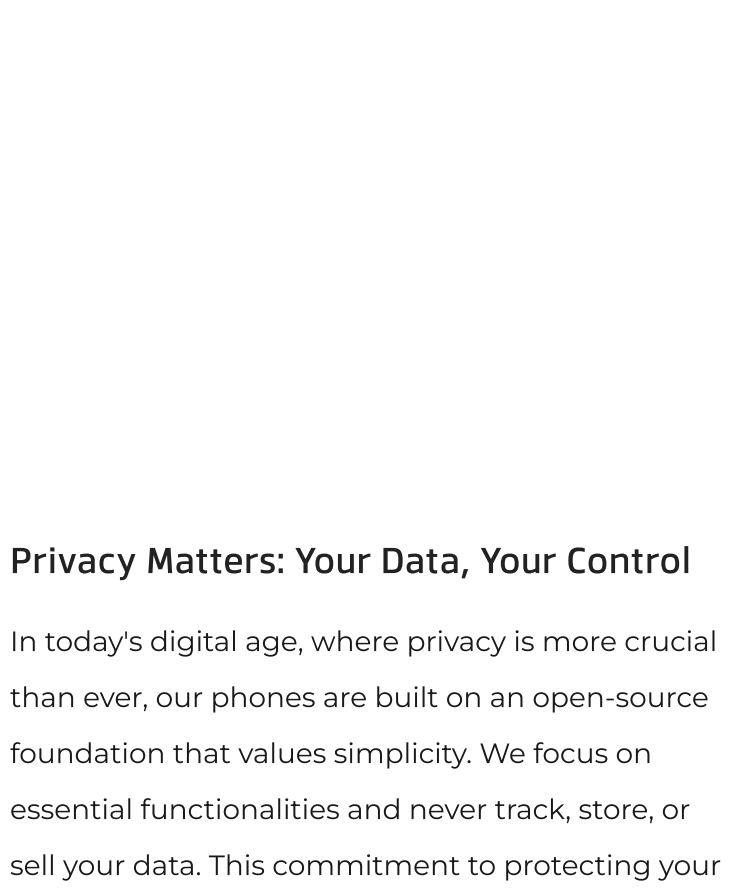 Privacy Matters: Your Data, Your Control
In today's digital age, where privacy is more crucial
than ever, our phones are built on an open-source
foundation that values simplicity. We focus on
essential functionalities and never track, store, or
sell your data. This commitment to protecting your